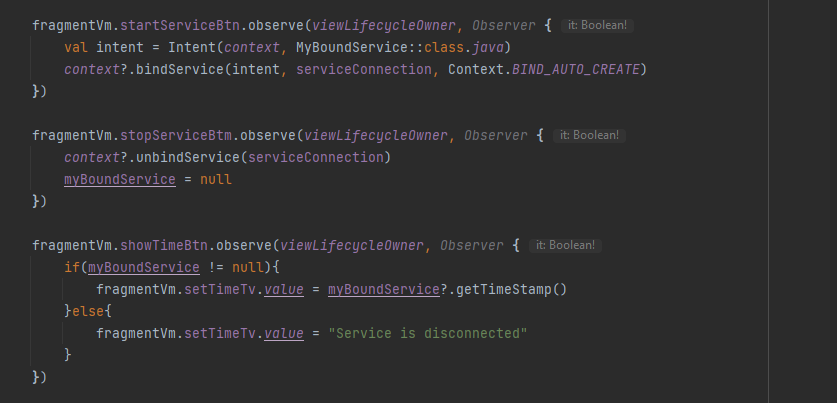 fragmentVm.startServiceBtn.observe(viewLifecycleOwner, Observer { it: Boolean!
    val intent = Intent(context, MyBoundService::class.java)
    context?.bindService(intent, serviceConnection, Context.BIND_AUTO_CREATE)
})
fragmentVm.stopServiceBtm.observe(viewLifecycleOwner, Observer { it: Boolean!
    context?.unbindService(serviceConnection)
    myBoundService = null
})
fragmentVm.showTimeBtn.observe(viewLifecycleOwner, Observer { it: Boolean!
    if(myBoundService != null){
        fragmentVm.setTimeTv.value = myBoundService?.getTimeStamp()
    }else{
        fragmentVm.setTimeTv.value = "Service is disconnected"
    }
})